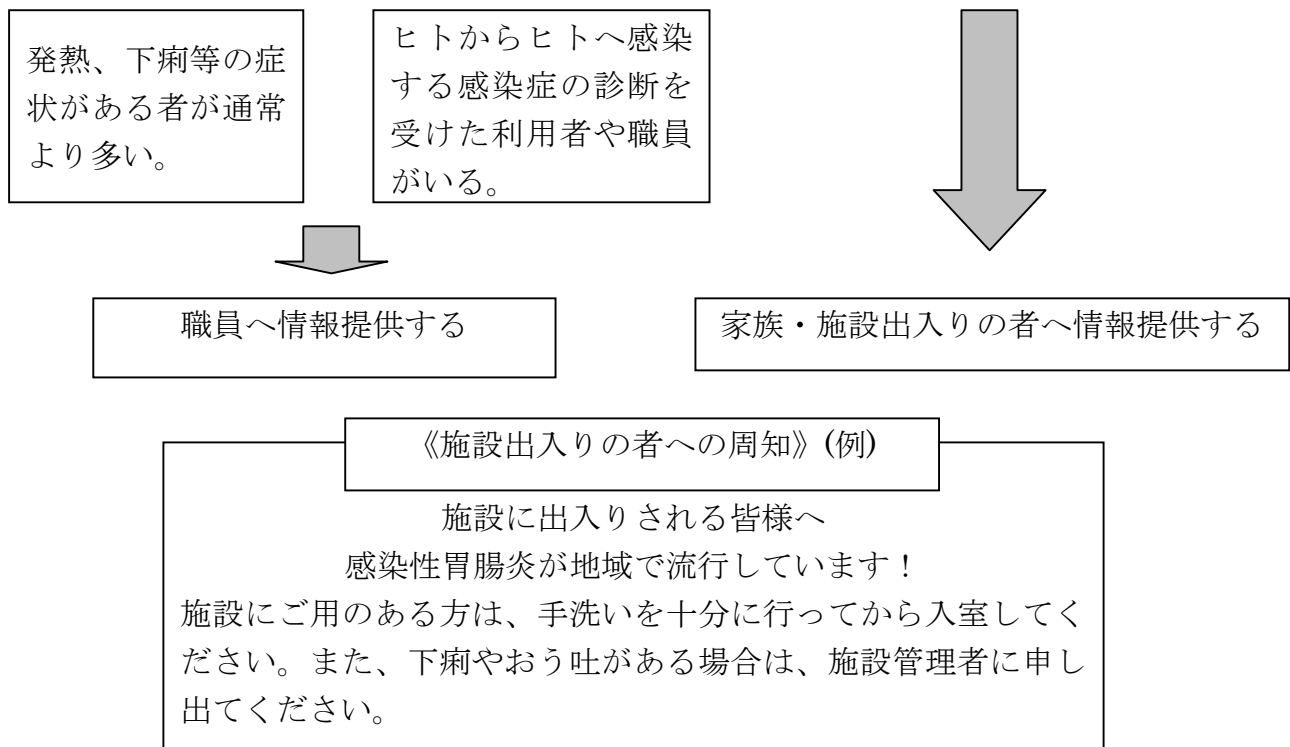 発熱、下痢等の症
状がある者が通常
より多い。
ヒトからヒトへ感染
する感染症の診断を
受けた利用者や職員
がいる。
職員へ情報提供する
家族・施設出入りの者へ情報提供する
《施設出入りの者への周知》(例)
施設に出入りされる皆様へ
感染性胃腸炎が地域で流行しています！
施設にご用のある方は、手洗いを十分に行ってから入室してく
ださい。また、下痢やおう吐がある場合は、施設管理者に申し
出てください。